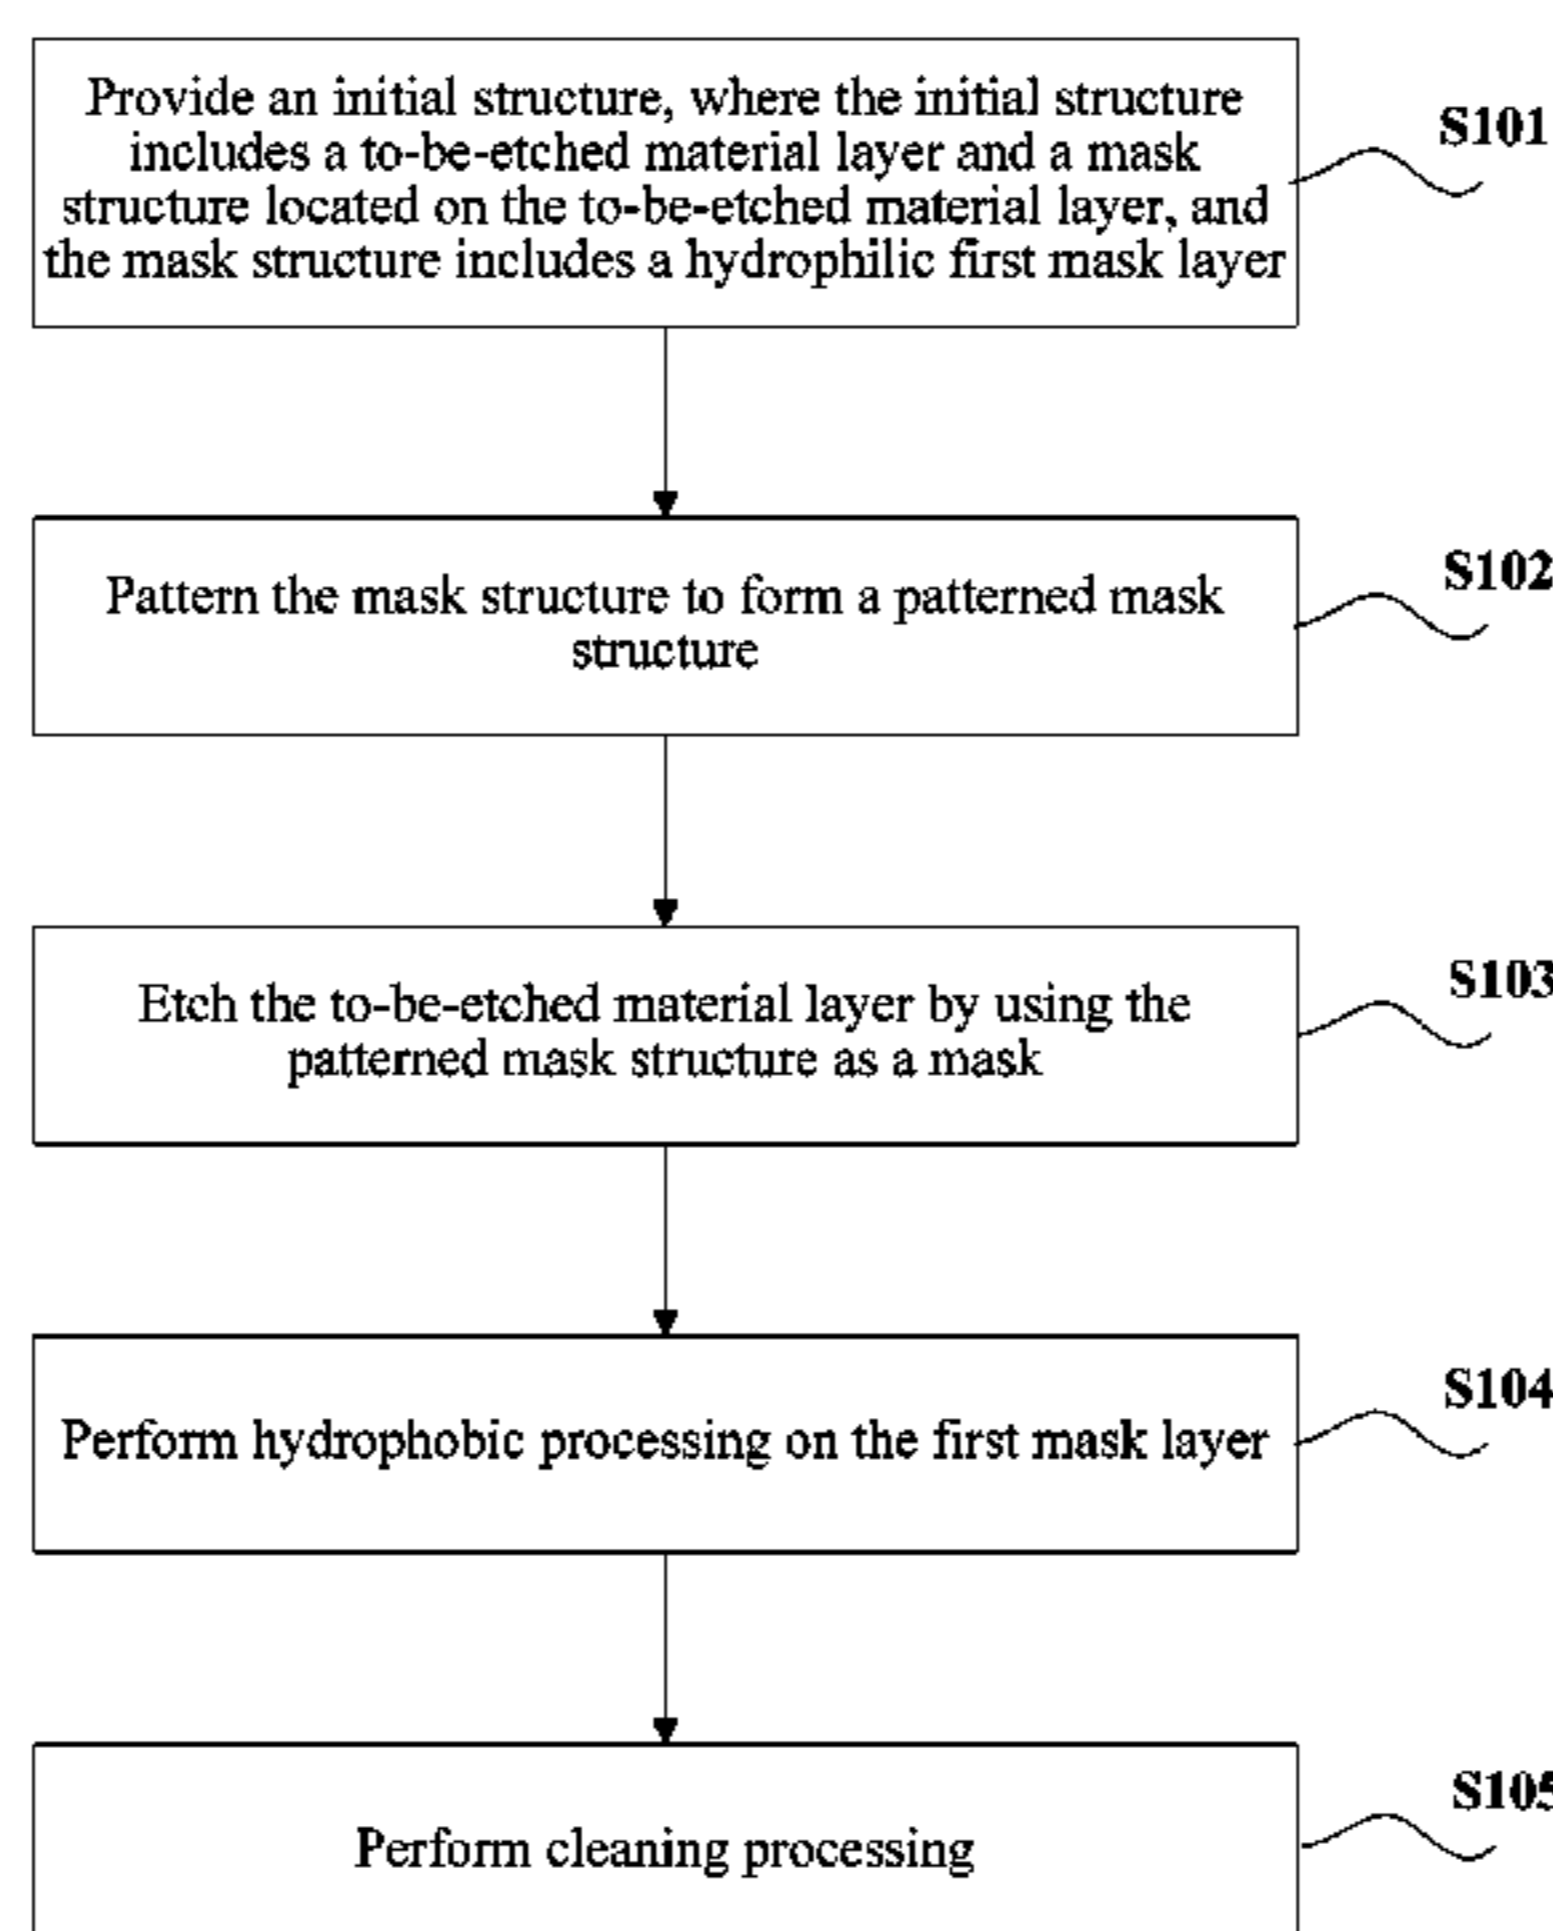 Provide an initial structure, where the initial structure
includes a to-be-etched material layer and a mask
structure located on the to-be-etched material layer, and
the mask structure includes a hydrophilic first mask layer
S101
Pattern the mask structure to form a patterned mask
structure
S102
Etch the to-be-etched material layer by using the
patterned mask structure as a mask
S103
Perform hydrophobic processing on the first mask layer
S104
Perform cleaning processing
S105